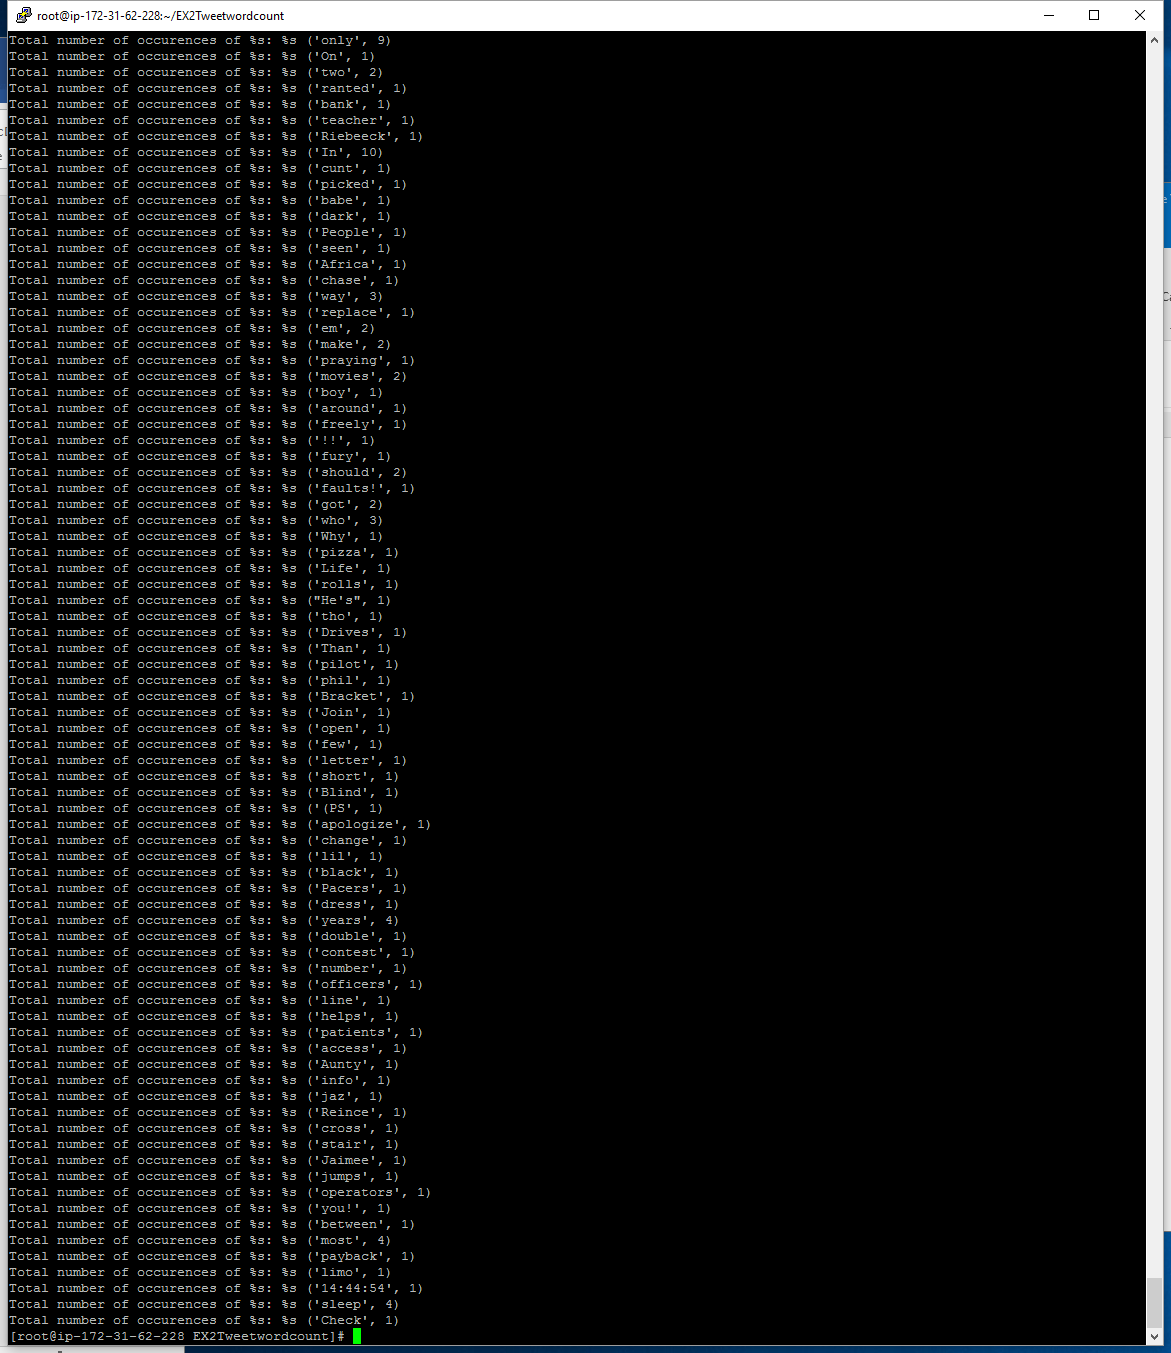 root@ip-172-31-62-228:~/EX2Tweetwordcount
Total number of occurences of %s: %s ('only', 9)
Total number of occurences of %s: %s ('On', 1)
Total number of occurences of %s: %s ('two', 2)
Total number of occurences of %s: %s ('ranted', 1)
Total number of occurences of %s: %s ('bank', 1)
Total number of occurences of %s: %s ('teacher', 1)
Total number of occurences of %s: %s ('Riebeeck', 1)
Total number of occurences of %s: %s ('In', 10)
Total number of occurences of %s: %s ('cunt', 1)
Total number of occurences of %s: %s ('picked', 1)
Total number of occurences of %s: %s ('babe', 1)
Total number of occurences of %s: %s ('dark', 1)
Total number of occurences of %s: %s ('People', 1)
Total number of occurences of %s: %s ('seen', 1)
Total number of occurences of %s: %s ('Africa', 1)
Total number of occurences of %s: %s ('chase', 1)
Total number of occurences of %s: %s ('way', 3)
Total number of occurences of %s: %s ('replace', 1)
Total number of occurences of %s: %s ('em', 2)
Total number of occurences of %s: %s ('make', 2)
Total number of occurences of %s: %s ('praying', 1)
Total number of occurences of %s: %s ('movies', 2)
Total number of occurences of %s: %s ('boy', 1)
Total number of occurences of %s: %s ('around', 1)
Total number of occurences of %s: %s ('freely', 1)
Total number of occurences of %s: %s ('!!', 1)
Total number of occurences of %s: %s ('fury', 1)
Total number of occurences of %s: %s ('should', 2)
Total number of occurences of %s: %s ('faults!', 1)
Total number of occurences of %s: %s ('got', 2)
Total number of occurences of %s: %s ('who', 3)
Total number of occurences of %s: %s ('Why', 1)
Total number of occurences of %s: %s ('pizza', 1)
Total number of occurences of %s: %s ('Life', 1)
Total number of occurences of %s: %s ('rolls', 1)
Total number of occurences of %s: %s ("He's", 1)
Total number of occurences of %s: %s ('tho', 1)
Total number of occurences of %s: %s ('Drives', 1)
Total number of occurences of %s: %s ('Than', 1)
Total number of occurences of %s: %s ('pilot', 1)
Total number of occurences of %s: %s ('phil', 1)
Total number of occurences of %s: %s ('Bracket', 1)
Total number of occurences of %s: %s ('Join', 1)
Total number of occurences of %s: %s ('open', 1)
Total number of occurences of %s: %s ('few', 1)
Total number of occurences of %s: %s ('letter', 1)
Total number of occurences of %s: %s ('short', 1)
Total number of occurences of %s: %s ('Blind', 1)
Total number of occurences of %s: %s ('(PS', 1)
Total number of occurences of %s: %s ('apologize', 1)
Total number of occurences of %s: %s ('change', 1)
Total number of occurences of %s: %s ('lil', 1)
Total number of occurences of %s: %s ('black', 1)
Total number of occurences of %s: %s ('Pacers', 1)
Total number of occurences of %s: %s ('dress', 1)
Total number of occurences of %s: %s ('years', 4)
Total number of occurences of %s: %s ('double', 1)
Total number of occurences of %s: %s ('contest', 1)
Total number of occurences of %s: %s ('number', 1)
Total number of occurences of %s: %s ('officers', 1)
Total number of occurences of %s: %s ('line', 1)
Total number of occurences of %s: %s ('helps', 1)
Total number of occurences of %s: %s ('patients', 1)
Total number of occurences of %s: %s ('access', 1)
Total number of occurences of %s: %s ('Aunty', 1)
Total number of occurences of %s: %s ('info', 1)
Total number of occurences of %s: %s ('jaz', 1)
Total number of occurences of %s: %s ('Reince', 1)
Total number of occurences of %s: %s ('cross', 1)
Total number of occurences of %s: %s ('stair', 1)
Total number of occurences of %s: %s ('Jaimee', 1)
Total number of occurences of %s: %s ('jumps', 1)
Total number of occurences of %s: %s ('operators', 1)
Total number of occurences of %s: %s ('you!', 1)
Total number of occurences of %s: %s ('between', 1)
Total number of occurences of %s: %s ('most', 4)
Total number of occurences of %s: %s ('payback', 1)
Total number of occurences of %s: %s ('limo', 1)
Total number of occurences of %s: %s ('14:44:54', 1)
Total number of occurences of %s: %s ('sleep', 4)
Total number of occurences of %s: %s ('Check', 1)
[root@ip-172-31-62-228 EX2Tweetwordcount]#